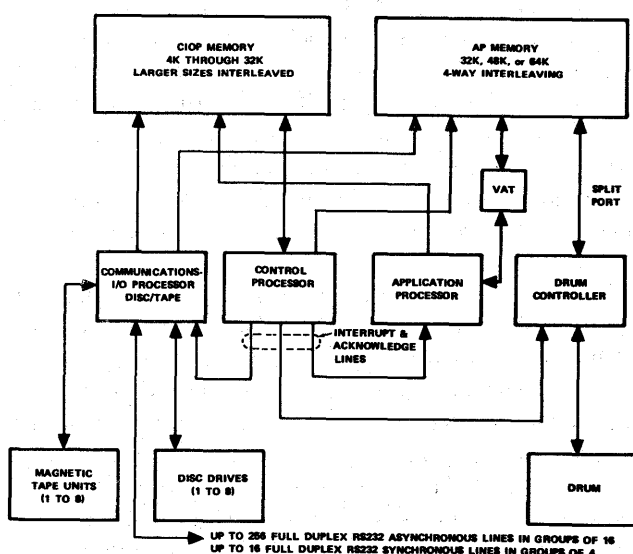 CIOP MEMORY
4K THROUGH 32K
LARGER SIZES INTERLEAVED
AP MEMORY
32K, 48K, or 64K
4-WAY INTERLEAVING
VAT
SPLIT
PORT
COMMUNICATIONS-
I/O PROCESSOR
DISC/TAPE
CONTROL
PROCESSOR
APPLICATION
PROCESSOR
DRUM
CONTROLLER
INTERRUPT &
ACKNOWLEDGE
LINES
MAGNETIC
TAPE UNITS
(1 TO 8)
DISC DRIVES
(1 TO 8)
DRUM
UP TO 256 FULL DUPLEX RS232 ASYNCHRONOUS LINES IN GROUPS OF 16
UP TO 16 FULL DUPLEX RS232 SYNCHRONOUS LINES IN GROUPS OF 4